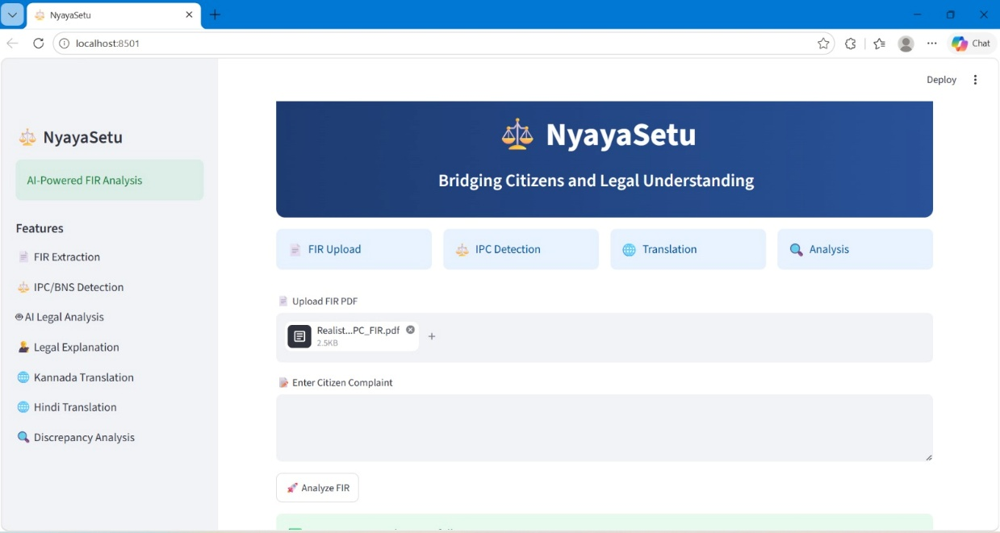 NyayaSetu
localhost:8501
Chat
Deploy
NyayaSetu
AI-Powered FIR Analysis
Features
FIR Extraction
IPC/BNS Detection
AI Legal Analysis
Legal Explanation
Kannada Translation
Hindi Translation
Discrepancy Analysis
NyayaSetu
Bridging Citizens and Legal Understanding
FIR Upload
IPC Detection
Translation
Analysis
Upload FIR PDF
Realist...PC_FIR.pdf
2.5KB
Enter Citizen Complaint
Analyze FIR